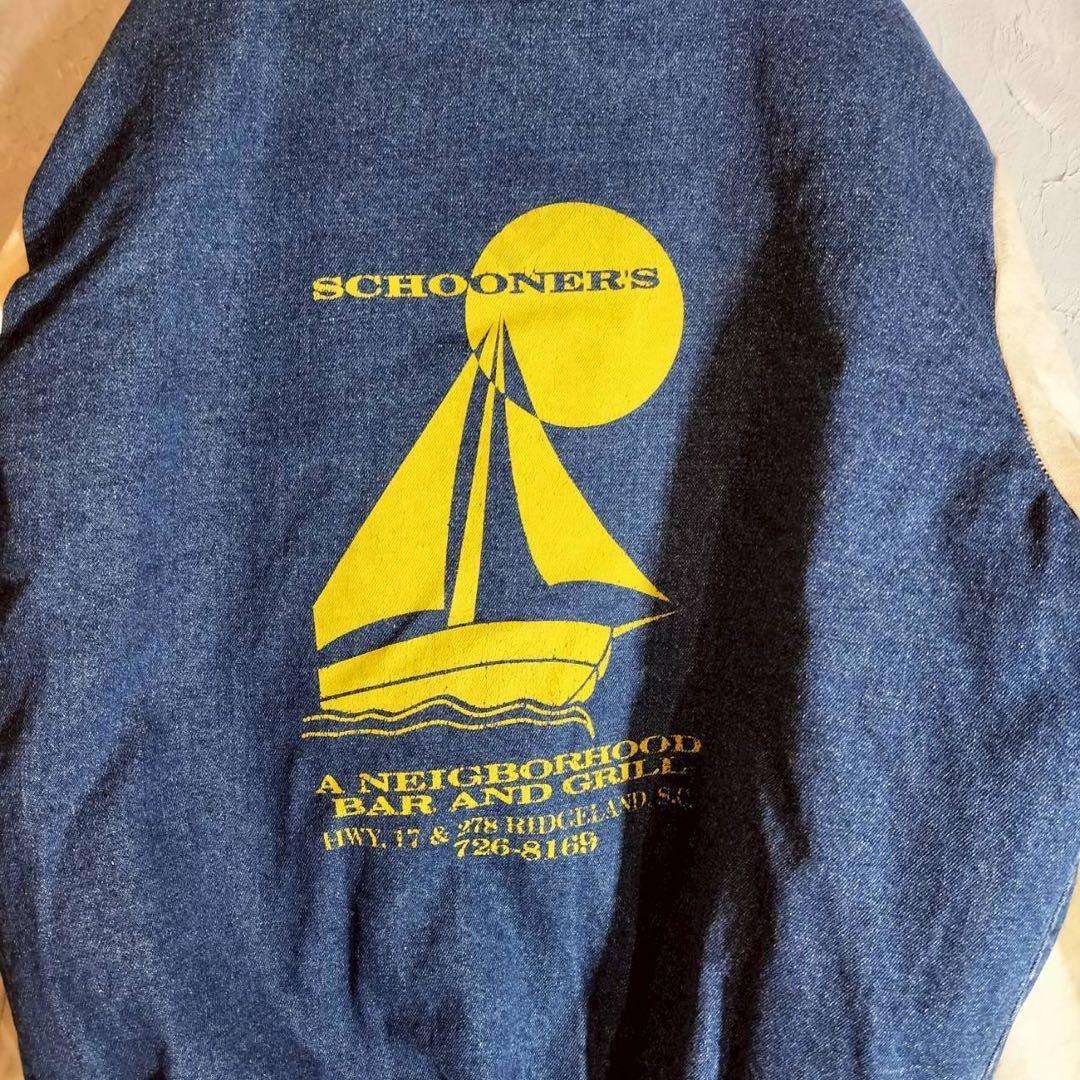 SCHOONER'S
A NEIGBORHOOD
BAR AND GRILL
HWY. 17 & 278 RIDGELAND, S.C.
726-8169